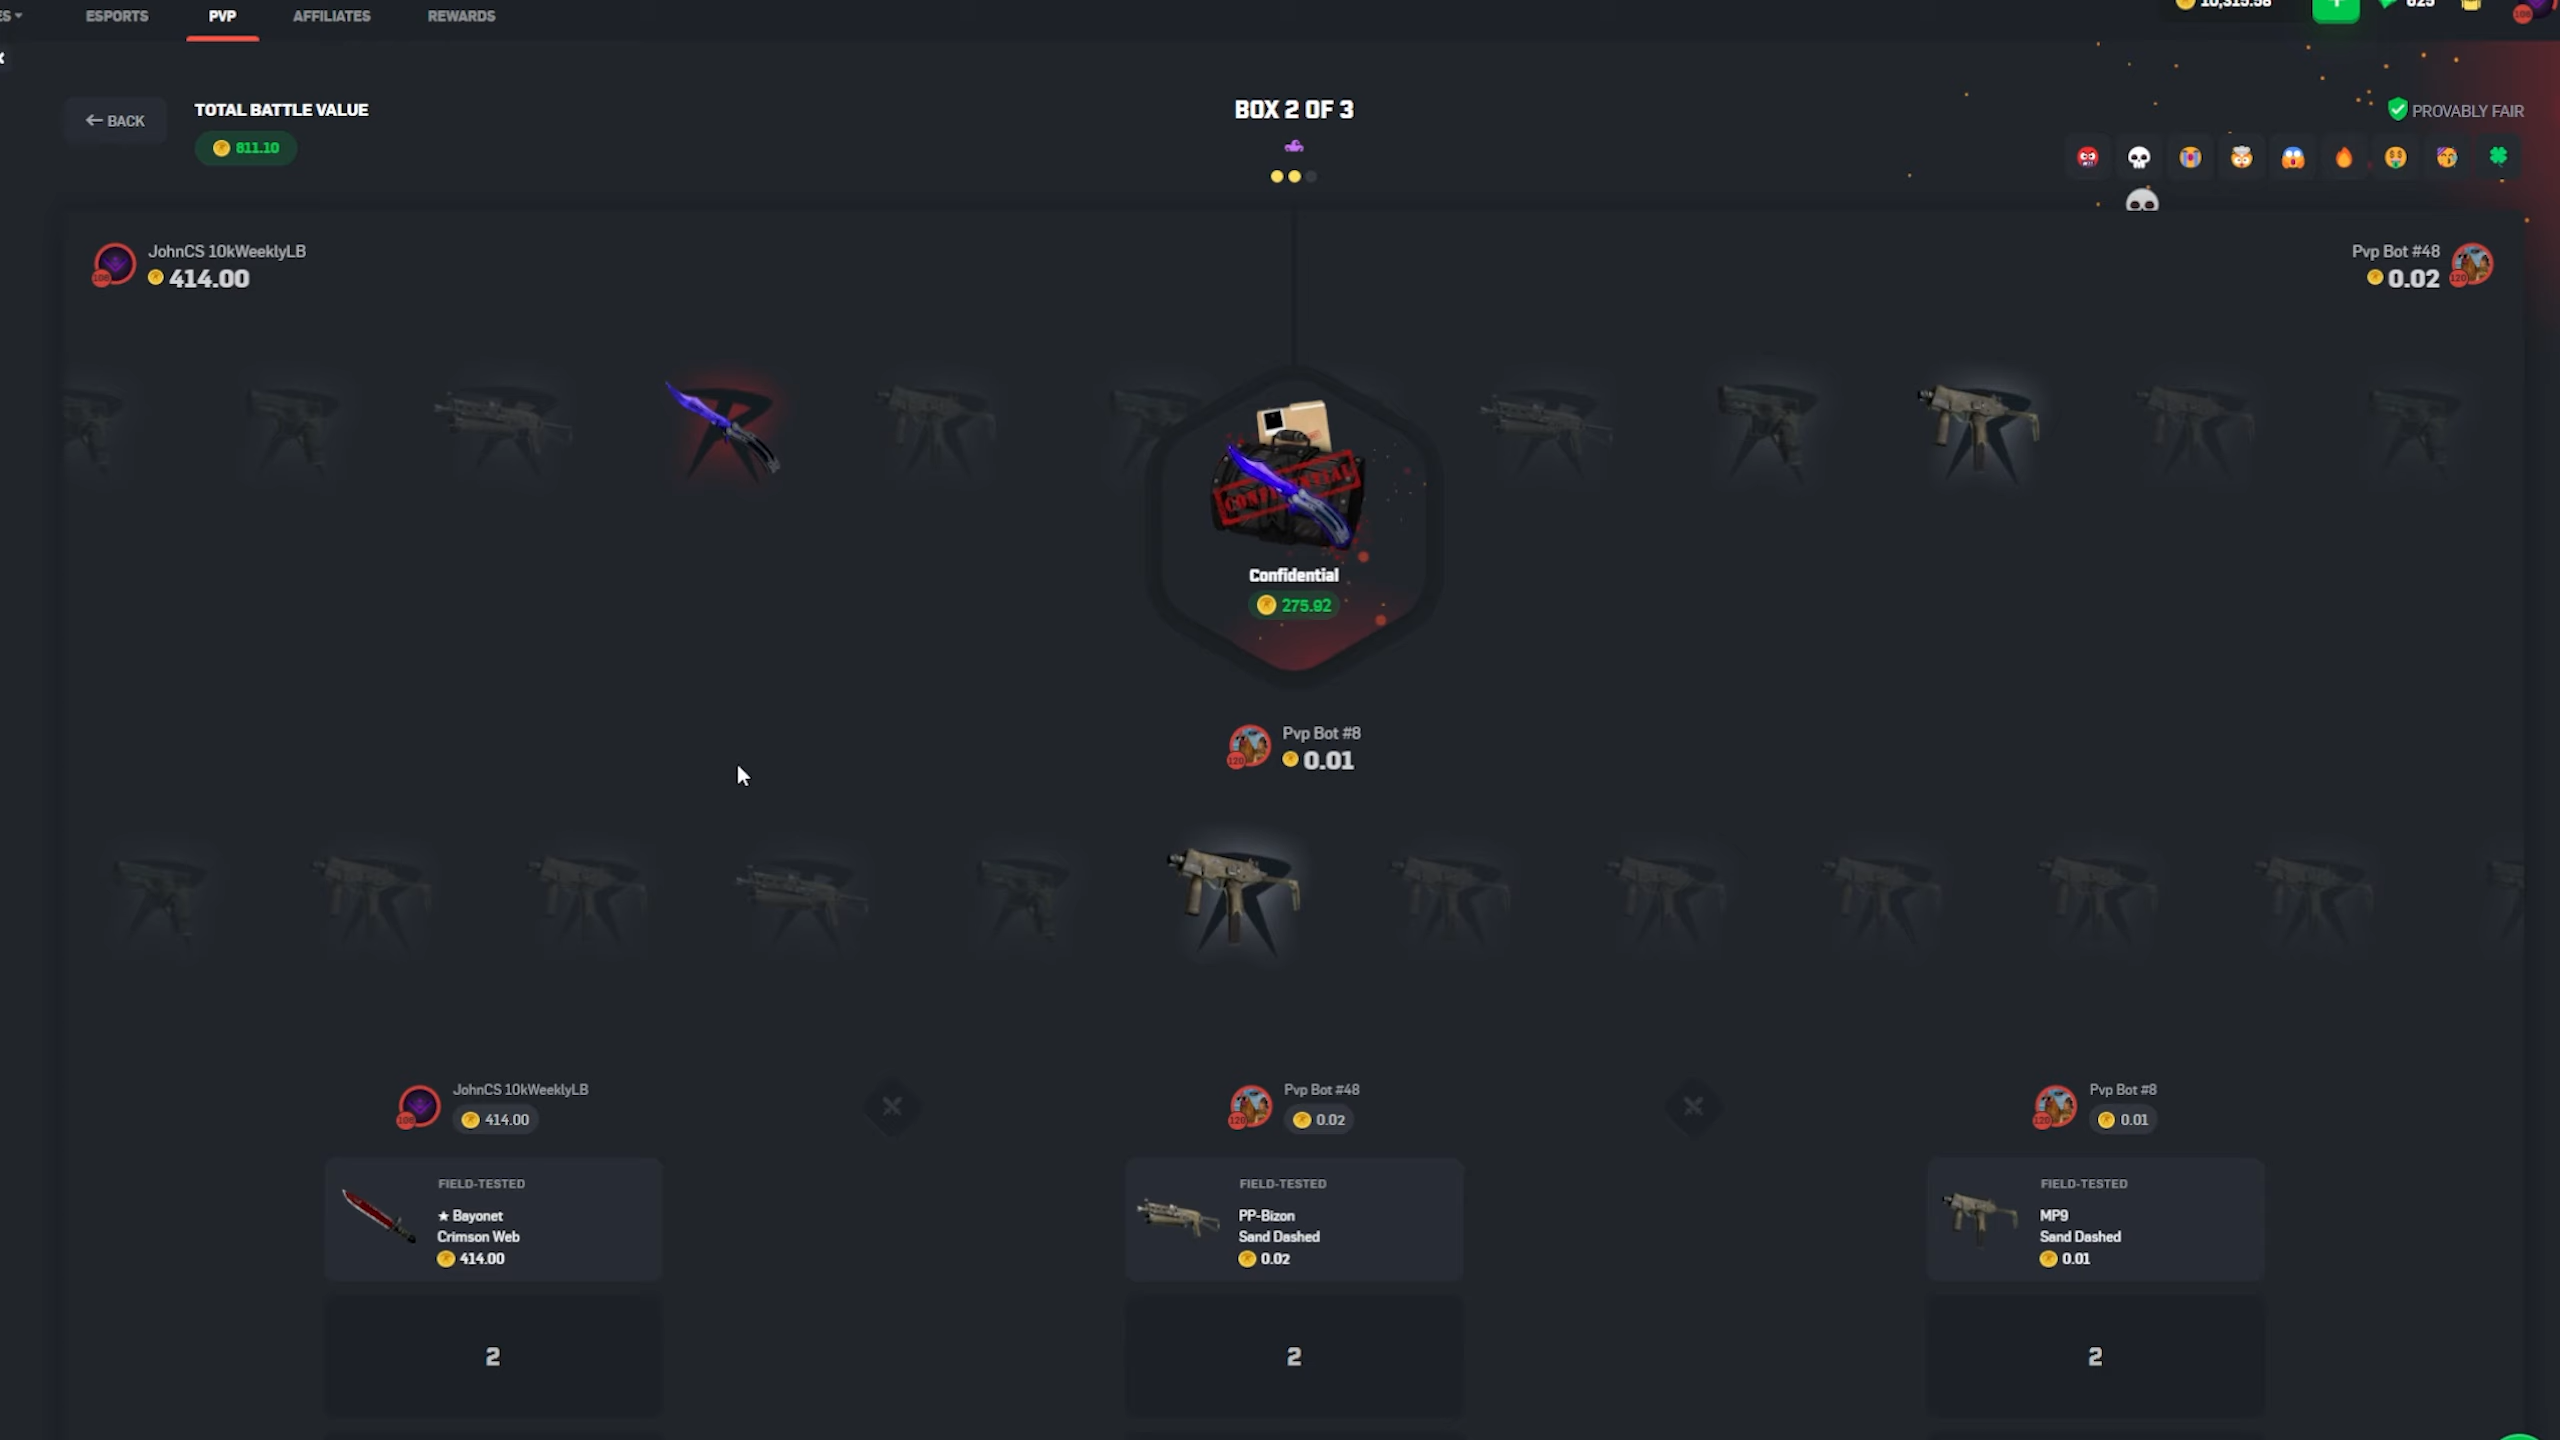 ESPORTS
PVP
AFFILIATES
REWARDS
625
BACK
TOTAL BATTLE VALUE
811.10
BOX 2 OF 3
PROVABLY FAIR
JohnCS 10kWeeklyLB
414.00
Pvp Bot #48
0.02
CONFIDENTIAL
Confidential
275.92
Pvp Bot #8
0.01
JohnCS 10kWeeklyLB
414.00
Pvp Bot #48
0.02
Pvp Bot #8
0.01
FIELD-TESTED
★ Bayonet
Crimson Web
414.00
FIELD-TESTED
PP-Bizon
Sand Dashed
0.02
FIELD-TESTED
MP9
Sand Dashed
0.01
2
2
2